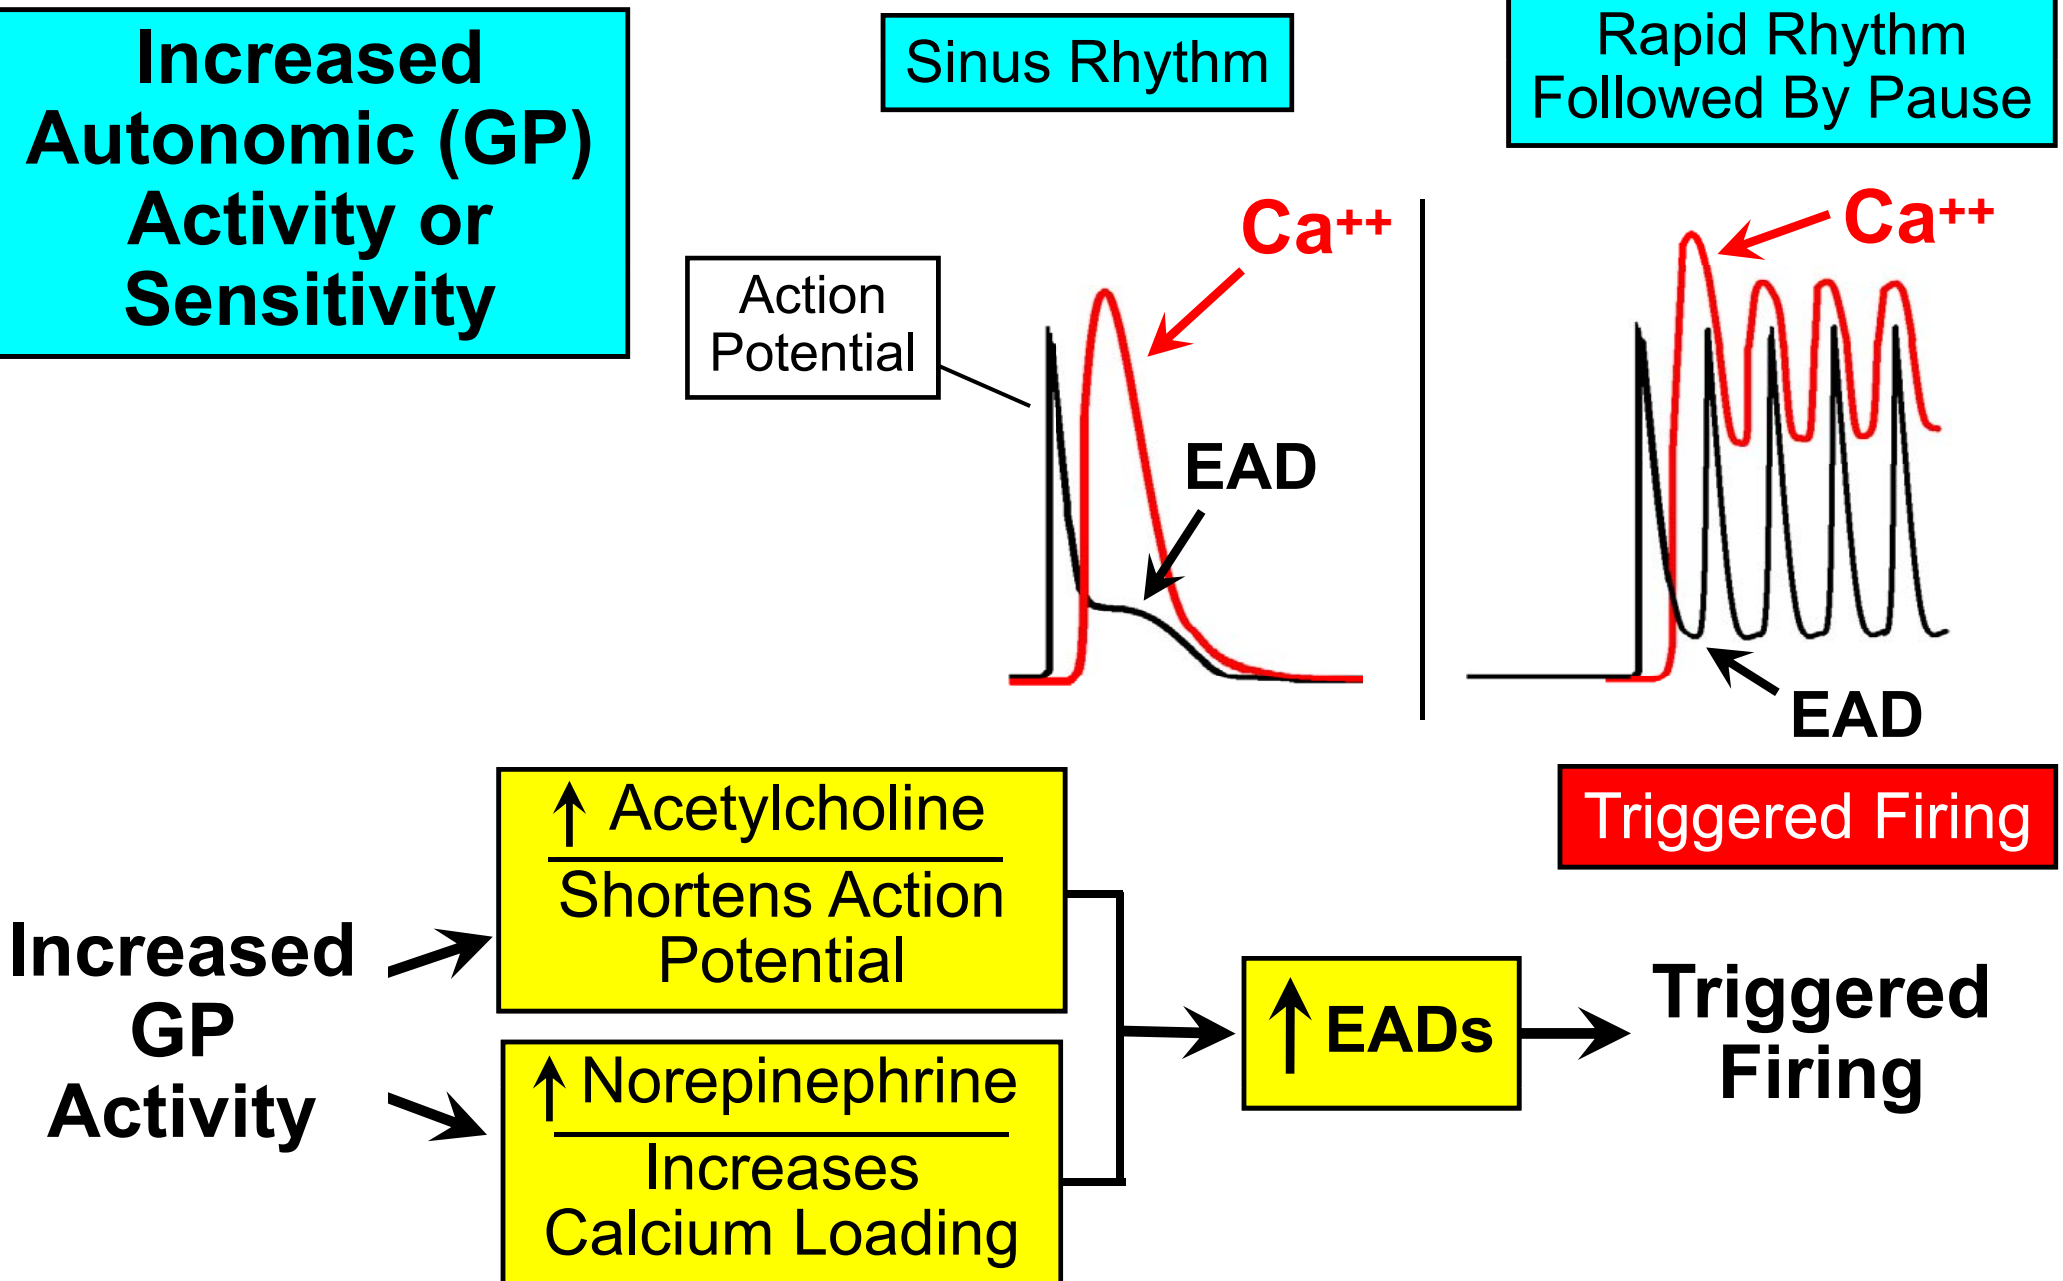 Increased
Autonomic (GP)
Activity or
Sensitivity
Sinus Rhythm
Rapid Rhythm
Followed By Pause
Action
Potential
Ca++
EAD
Ca++
EAD
Triggered Firing
Increased
GP
Activity
↑ Acetylcholine
Shortens Action
Potential
↑ Norepinephrine
Increases
Calcium Loading
↑ EADs
Triggered
Firing